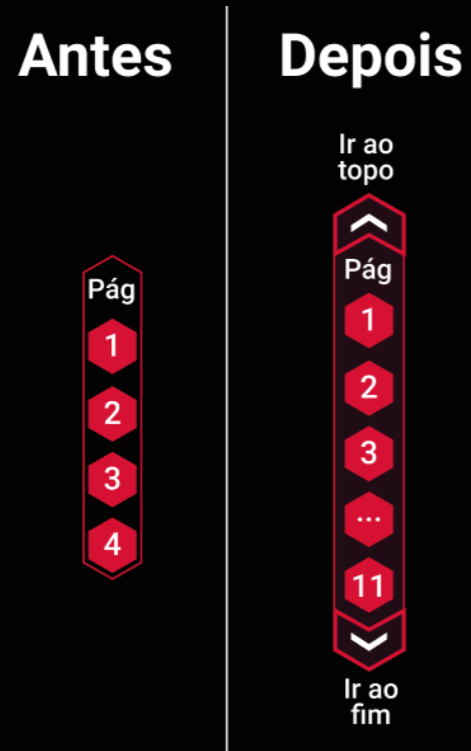 Antes
Pág
1
2
3
4
Depois
Ir ao
topo
Pág
1
2
3
...
11
Ir ao
fim